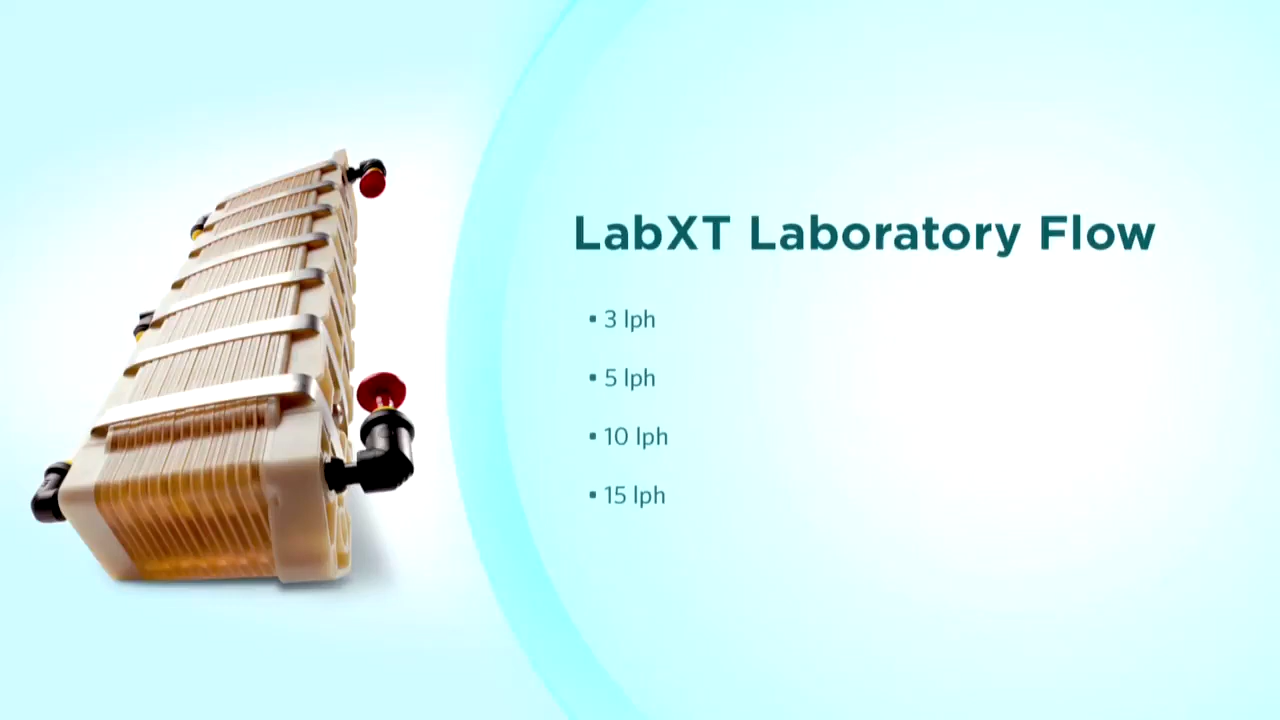 LabXT Laboratory Flow
▪ 3 lph
▪ 5 lph
▪ 10 lph
▪ 15 lph